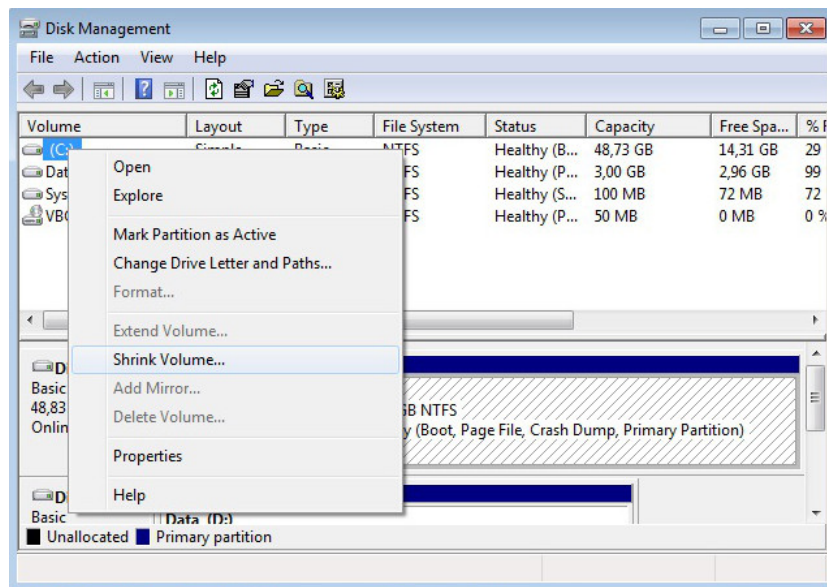 Disk Management
File Action View Help
Volume Layout Type File System Status Capacity Free Spa... %
(C:) Simple Basic NTFS Healthy (B... 48,73 GB 14,31 GB 29
Dat FS Healthy (P... 3,00 GB 2,96 GB 99
Sys FS Healthy (S... 100 MB 72 MB 72
VBO FS Healthy (P... 50 MB 0 MB 0 %
Open
Explore
Mark Partition as Active
Change Drive Letter and Paths...
Format...
Extend Volume...
Shrink Volume...
Add Mirror...
Delete Volume...
Properties
Help
D
Basic
48,83 GB NTFS
Onlin y (Boot, Page File, Crash Dump, Primary Partition)
D
Basic Data (D:)
Unallocated Primary partition